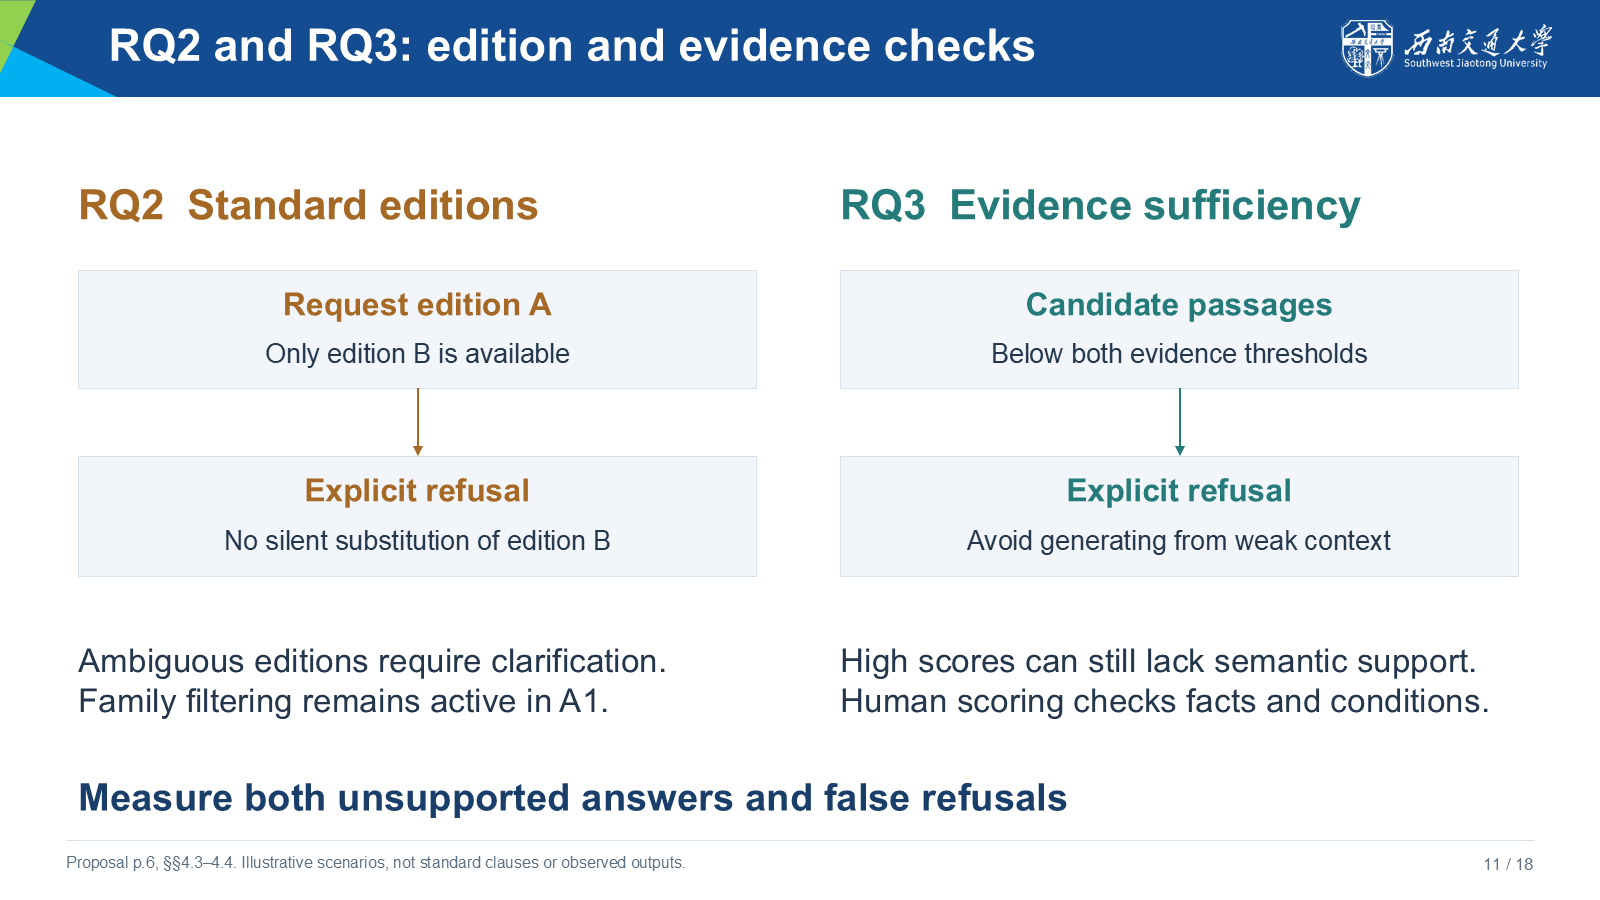 RQ2 and RQ3: edition and evidence checks
西南交通大学
Southwest Jiaotong University
RQ2 Standard editions
Request edition A
Only edition B is available
Explicit refusal
No silent substitution of edition B
Ambiguous editions require clarification.
Family filtering remains active in A1.
RQ3 Evidence sufficiency
Candidate passages
Below both evidence thresholds
Explicit refusal
Avoid generating from weak context
High scores can still lack semantic support.
Human scoring checks facts and conditions.
Measure both unsupported answers and false refusals
Proposal p.6, §§4.3–4.4. Illustrative scenarios, not standard clauses or observed outputs.
11 / 18